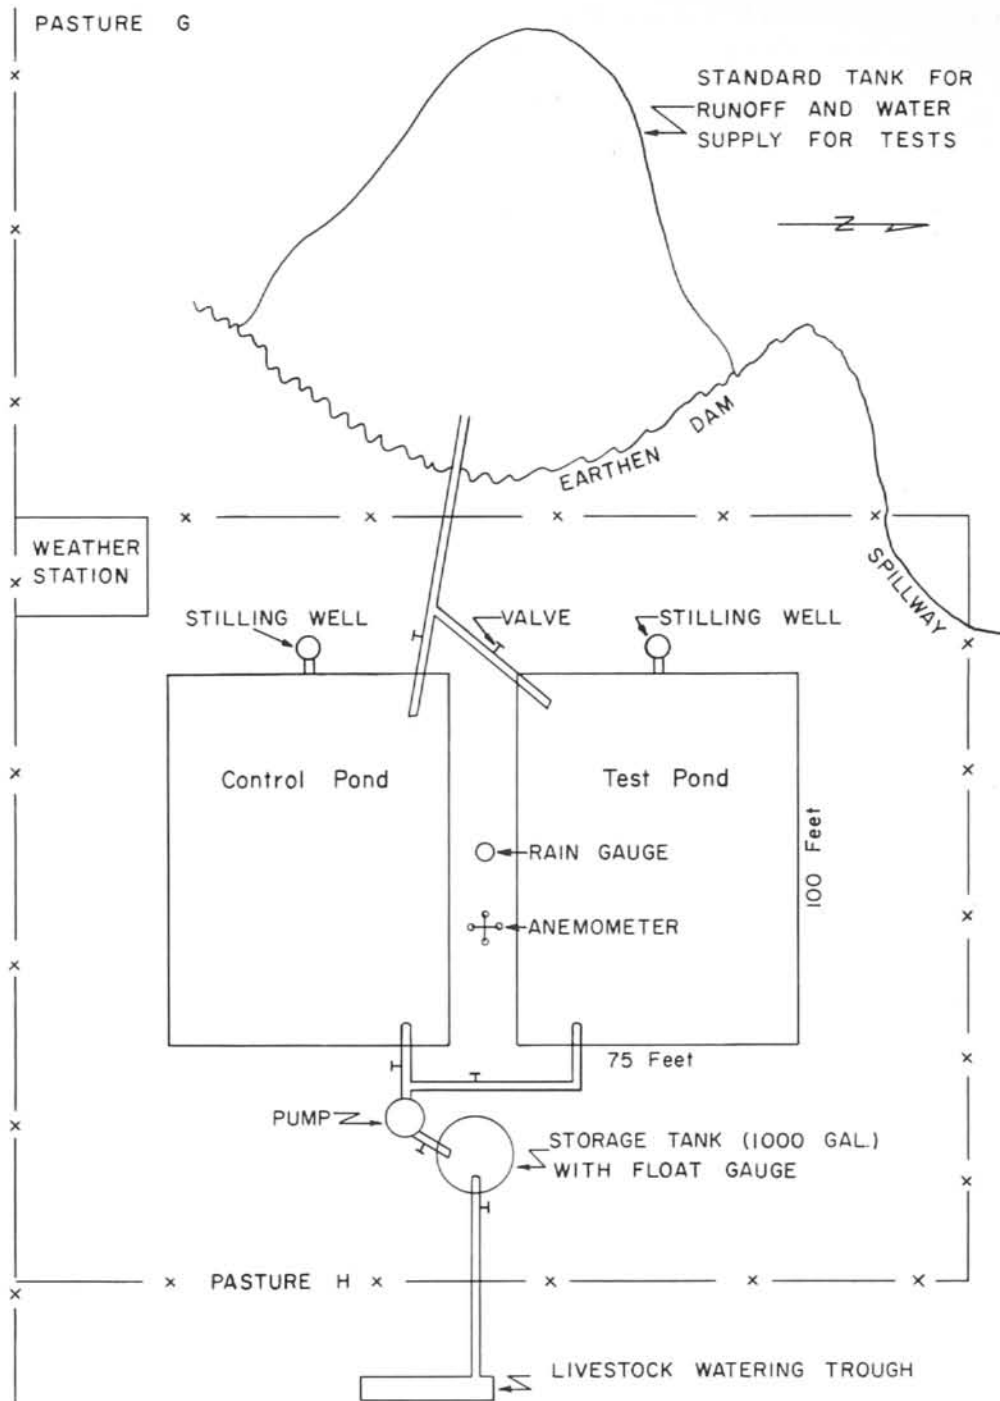 PASTURE G
STANDARD TANK FOR
RUNOFF AND WATER
SUPPLY FOR TESTS
N
EARTHEN DAM
WEATHER
STATION
SPILLWAY
STILLING WELL
VALVE
STILLING WELL
Control Pond
Test Pond
RAIN GAUGE
100 Feet
ANEMOMETER
75 Feet
PUMP
STORAGE TANK (1000 GAL.)
WITH FLOAT GAUGE
PASTURE H
LIVESTOCK WATERING TROUGH